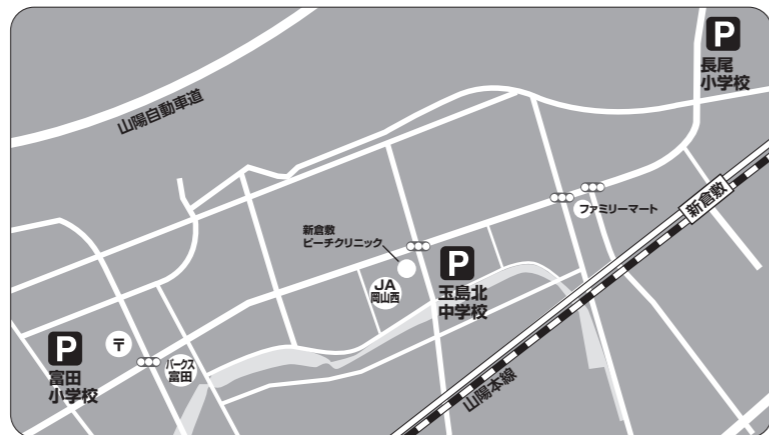 P
長尾
小学校
山陽自動車道
新倉敷
ファミリーマート
新倉敷
ピーチクリニック
P
玉島北
中学校
JA
岡山西
P
富田
小学校
〒
パークス
富田
山陽本線